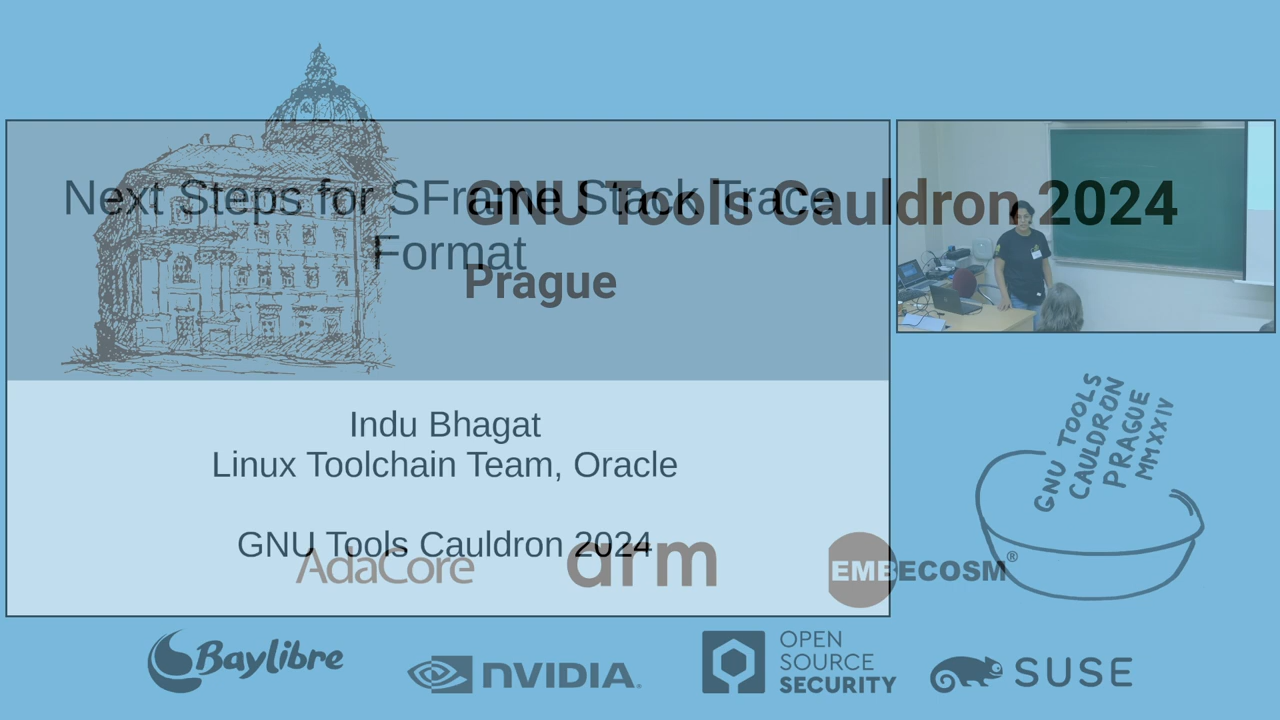 Next Steps for SFrame Stack Trace
Format
GNU Tools Cauldron 2024
Prague
Indu Bhagat
Linux Toolchain Team, Oracle
GNU Tools Cauldron 2024
GNU TOOLS
CAULDRON
PRAGUE
MMXXIV
AdaCore
arm
EMBECOSM®
Baylibre
NVIDIA.
OPEN
SOURCE
SECURITY
SUSE